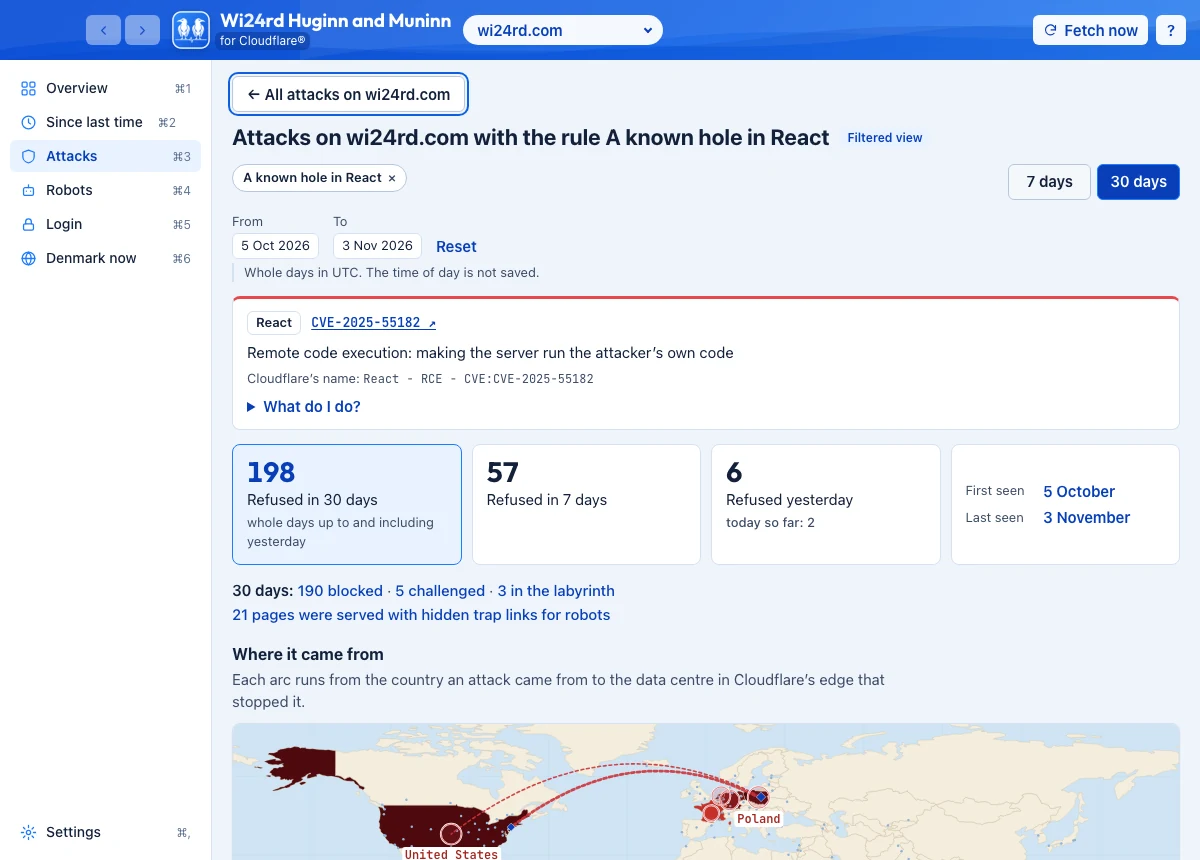 Wi24rd Huginn and Muninn
for Cloudflare®
wi24rd.com
Fetch now
?
Overview ⌘1
Since last time ⌘2
Attacks ⌘3
Robots ⌘4
Login ⌘5
Denmark now ⌘6
Settings ⌘,
← All attacks on wi24rd.com
Attacks on wi24rd.com with the rule A known hole in React Filtered view
A known hole in React ×
7 days 30 days
From To
5 Oct 2026 3 Nov 2026 Reset
Whole days in UTC. The time of day is not saved.
React CVE-2025-55182 ↗
Remote code execution: making the server run the attacker’s own code
Cloudflare’s name: React - RCE - CVE:CVE-2025-55182
▶ What do I do?
198
Refused in 30 days
whole days up to and including
yesterday
57
Refused in 7 days
6
Refused yesterday
today so far: 2
First seen 5 October
Last seen 3 November
30 days: 190 blocked · 5 challenged · 3 in the labyrinth
21 pages were served with hidden trap links for robots
Where it came from
Each arc runs from the country an attack came from to the data centre in Cloudflare’s edge that
stopped it.
Poland
United States